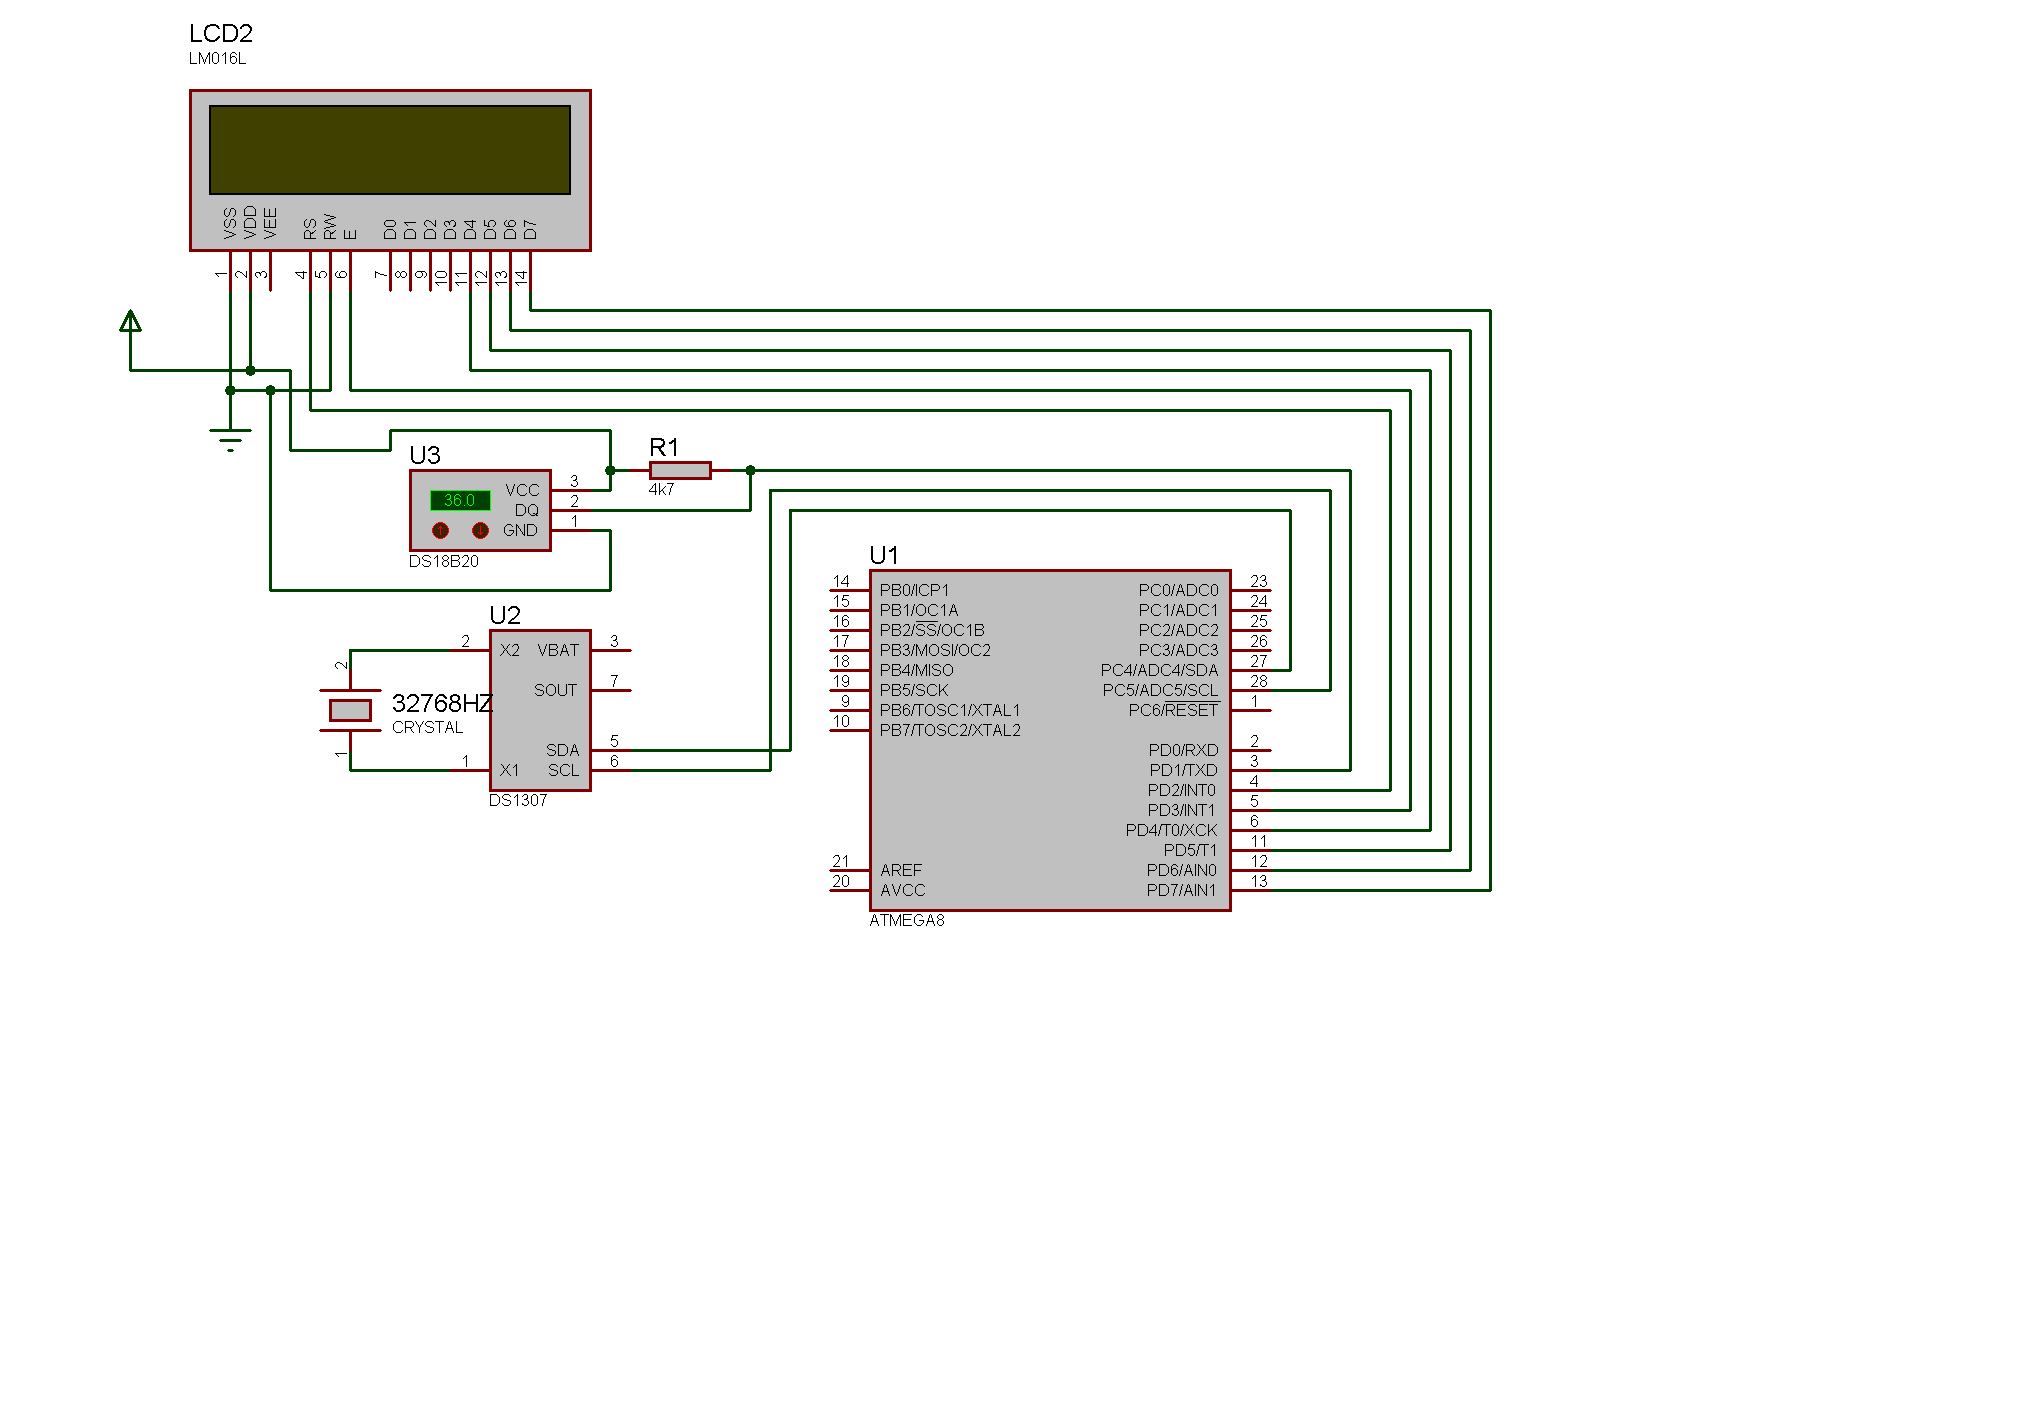 LCD2
LM016L
VSS VDD VEE RS RW E D0 D1 D2 D3 D4 D5 D6 D7
1 2 3 4 5 6 7 8 9 10 11 12 13 14
U3
36.0
VCC 3
DQ 2
GND 1
DS18B20
R1
4k7
U2
2 X2 VBAT 3
SOUT 7
SDA 5
1 X1 SCL 6
DS1307
2
32768HZ
CRYSTAL
1
U1
14 PB0/ICP1 PC0/ADC0 23
15 PB1/OC1A PC1/ADC1 24
16 PB2/SS/OC1B PC2/ADC2 25
17 PB3/MOSI/OC2 PC3/ADC3 26
18 PB4/MISO PC4/ADC4/SDA 27
19 PB5/SCK PC5/ADC5/SCL 28
9 PB6/TOSC1/XTAL1 PC6/RESET 1
10 PB7/TOSC2/XTAL2
PD0/RXD 2
PD1/TXD 3
PD2/INT0 4
PD3/INT1 5
PD4/T0/XCK 6
PD5/T1 11
21 AREF PD6/AIN0 12
20 AVCC PD7/AIN1 13
ATMEGA8